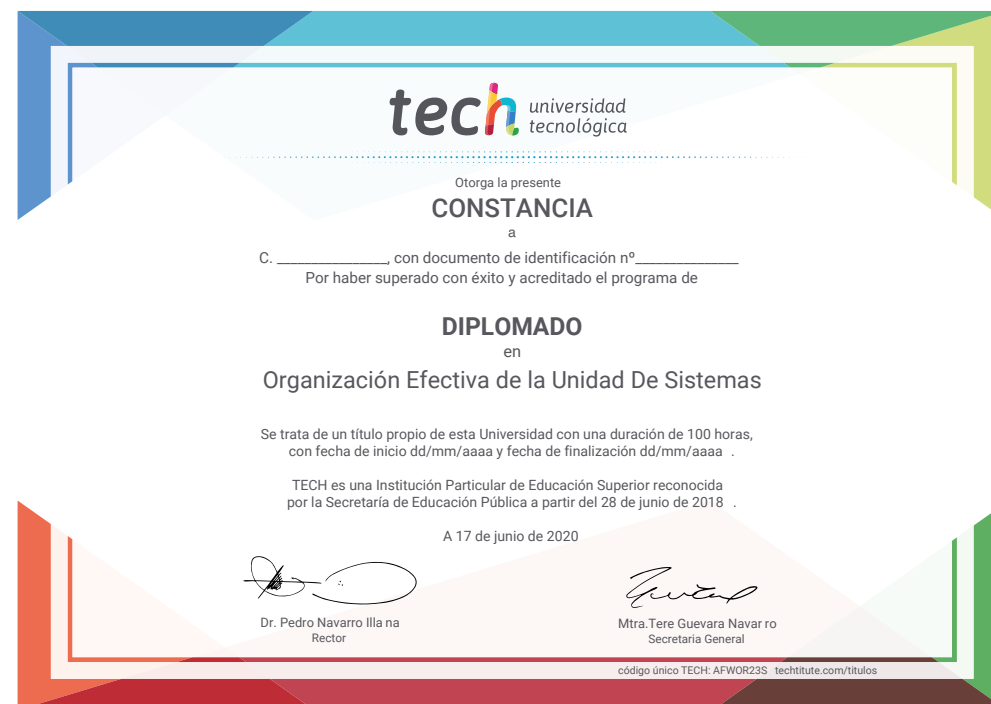 tech universidad
tecnológica
Otorga la presente
CONSTANCIA
a
C. ________________, con documento de identificación nº_______________
Por haber superado con éxito y acreditado el programa de
DIPLOMADO
en
Organización Efectiva de la Unidad De Sistemas
Se trata de un título propio de esta Universidad con una duración de 100 horas,
con fecha de inicio dd/mm/aaaa y fecha de finalización dd/mm/aaaa .
TECH es una Institución Particular de Educación Superior reconocida
por la Secretaría de Educación Pública a partir del 28 de junio de 2018 .
A 17 de junio de 2020
Dr. Pedro Navarro Illa na
Rector
Mtra.Tere Guevara Navar ro
Secretaria General
código único TECH: AFWOR23S techtitute.com/titulos